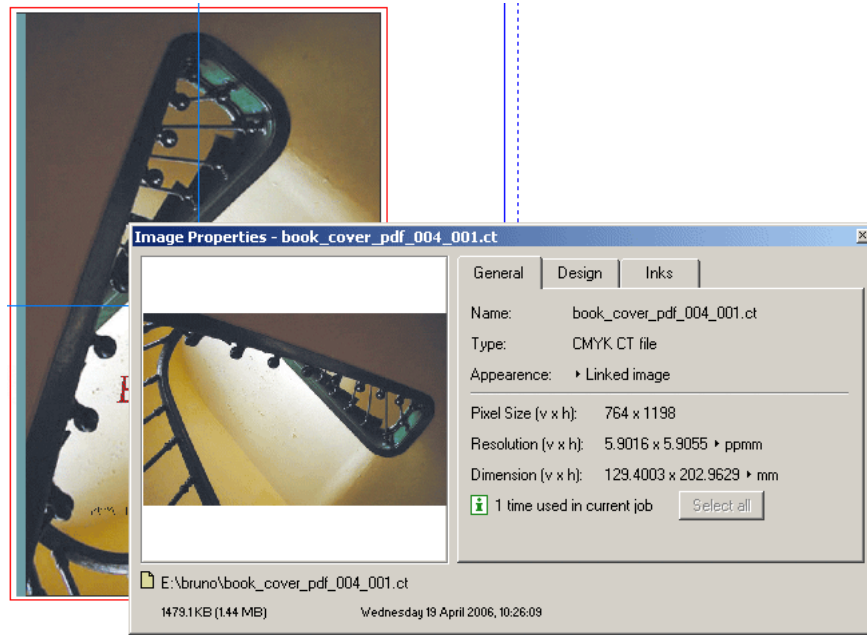 Image Properties - book_cover_pdf_004_001.ct
General Design Inks
Name: book_cover_pdf_004_001.ct
Type: CMYK CT file
Appearence: Linked image
Pixel Size (v x h): 764 x 1198
Resolution (v x h): 5.9016 x 5.9055 ppmm
Dimension (v x h): 129.4003 x 202.9629 mm
1 time used in current job Select all
E:\bruno\book_cover_pdf_004_001.ct
1479.1KB (1.44 MB) Wednesday 19 April 2006, 10:26:09